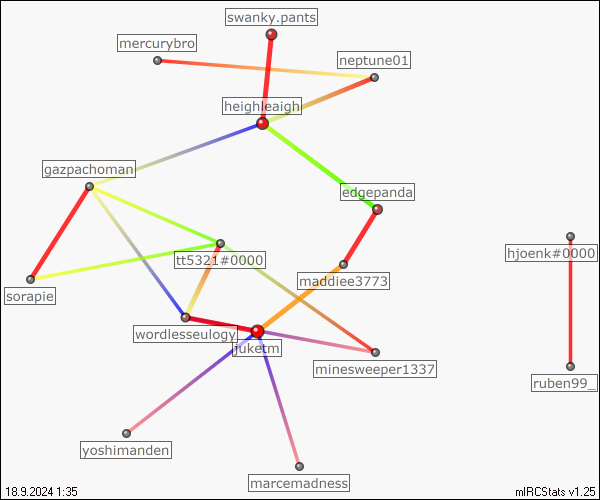 swanky.pants
mercurybro
neptune01
heighleaigh
gazpachoman
edgepanda
hjoenk#0000
tt5321#0000
maddiee3773
sorapie
wordlesseulogy
juketm
minesweeper1337
ruben99_
yoshimanden
marcemadness
18.9.2024 1:35
mIRCStats v1.25